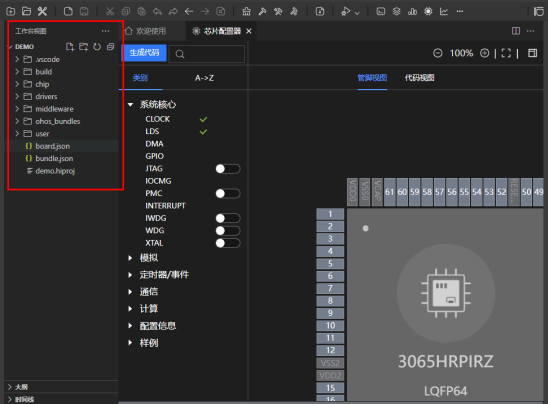 工作台视图
欢迎使用
芯片配置器
DEMO
.vscode
build
chip
drivers
middleware
ohos_bundles
user
{} board.json
{} bundle.json
demo.hiproj
大纲
时间线
生成代码
100%
类别
A->Z
管脚视图
代码视图
系统核心
CLOCK
LDS
DMA
GPIO
JTAG
IOCMG
PMC
INTERRUPT
IWDG
WDG
XTAL
模拟
定时器/事件
通信
计算
配置信息
样例
VDD0 VSS0 VCAP 61 60 59 58 57 56 55 54 53 52 RESE... 50 49
1
2
3
4
5
6
7
8
9
10
11
12
VSS2
VDD2
15
16
3065HRPIRZ
LQFP64